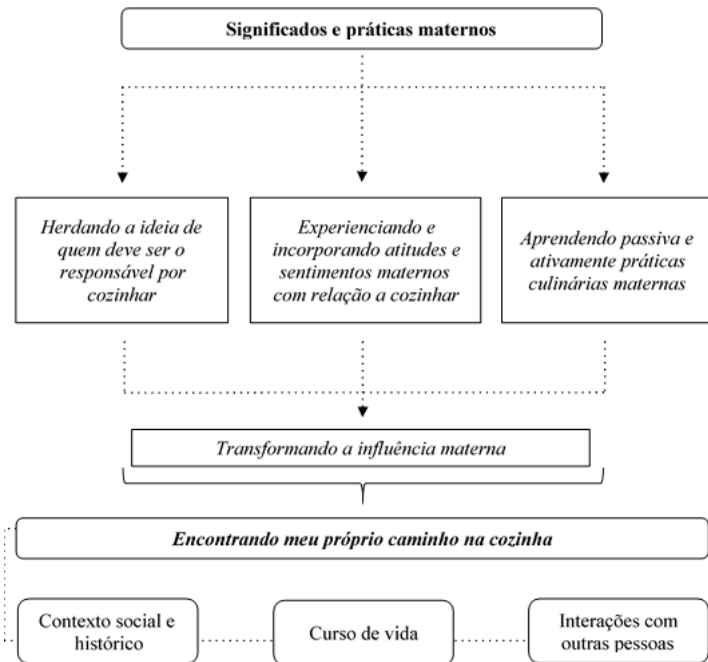 Significados e práticas maternos
Herdando a ideia de
quem deve ser o
responsável por
cozinhar
Experienciando e
incorporando atitudes e
sentimentos maternos
com relação a cozinhar
Aprendendo passiva e
ativamente práticas
culinárias maternas
Transformando a influência materna
Encontrando meu próprio caminho na cozinha
Contexto social e
histórico
Curso de vida
Interações com
outras pessoas